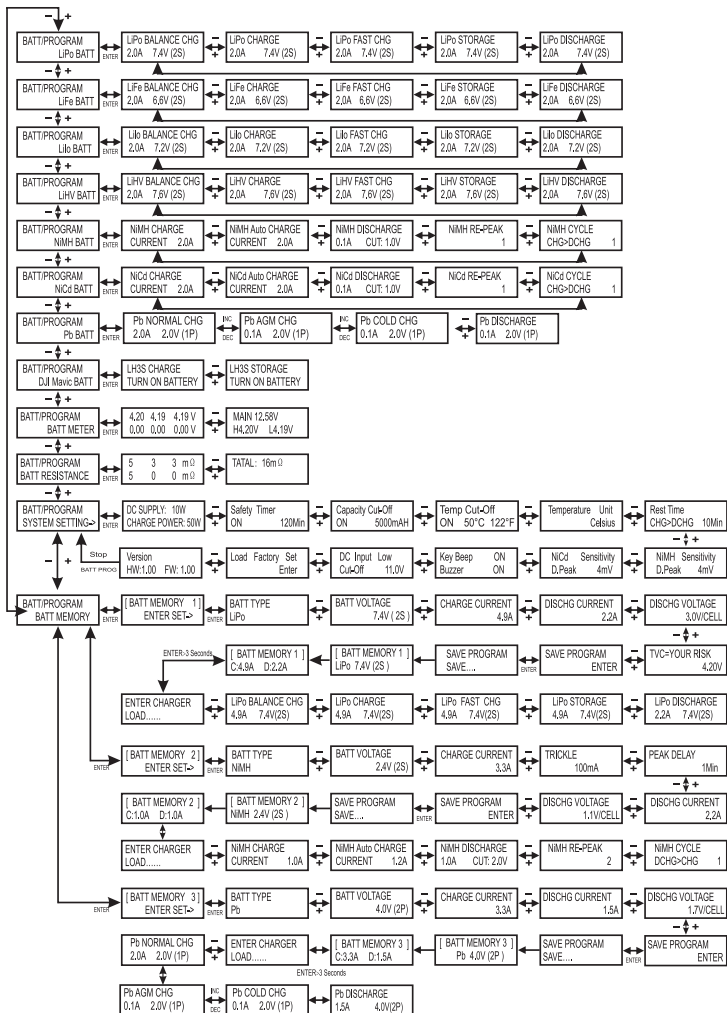 − +
BATT/PROGRAM
LiPo BATT
ENTER
LiPo BALANCE CHG
2.0A 7.4V (2S)
− +
LiPo CHARGE
2.0A 7.4V (2S)
− +
LiPo FAST CHG
2.0A 7.4V (2S)
− +
LiPo STORAGE
2.0A 7.4V (2S)
− +
LiPo DISCHARGE
2.0A 7.4V (2S)
− +
BATT/PROGRAM
LiFe BATT
ENTER
LiFe BALANCE CHG
2.0A 6,6V (2S)
− +
LiFe CHARGE
2.0A 6,6V (2S)
− +
LiFe FAST CHG
2.0A 6,6V (2S)
− +
LiFe STORAGE
2.0A 6,6V (2S)
− +
LiFe DISCHARGE
2.0A 6,6V (2S)
− +
BATT/PROGRAM
LiIo BATT
ENTER
LiIo BALANCE CHG
2.0A 7.2V (2S)
− +
LiIo CHARGE
2.0A 7.2V (2S)
− +
LiIo FAST CHG
2.0A 7.2V (2S)
− +
LiIo STORAGE
2.0A 7.2V (2S)
− +
LiIo DISCHARGE
2.0A 7.2V (2S)
− +
BATT/PROGRAM
LiHV BATT
ENTER
LiHV BALANCE CHG
2.0A 7,6V (2S)
− +
LiHV CHARGE
2.0A 7,6V (2S)
− +
LiHV FAST CHG
2.0A 7,6V (2S)
− +
LiHV STORAGE
2.0A 7,6V (2S)
− +
LiHV DISCHARGE
2.0A 7,6V (2S)
− +
BATT/PROGRAM
NiMH BATT
ENTER
NiMH CHARGE
CURRENT 2.0A
− +
NiMH Auto CHARGE
CURRENT 2.0A
− +
NiMH DISCHARGE
0.1A CUT: 1.0V
− +
NiMH RE-PEAK
1
− +
NiMH CYCLE
CHG>DCHG 1
− +
BATT/PROGRAM
NiCd BATT
ENTER
NiCd CHARGE
CURRENT 2.0A
− +
NiCd Auto CHARGE
CURRENT 2.0A
− +
NiCd DISCHARGE
0.1A CUT: 1.0V
− +
NiCd RE-PEAK
1
− +
NiCd CYCLE
CHG>DCHG 1
− +
BATT/PROGRAM
Pb BATT
ENTER
Pb NORMAL CHG
2.0A 2.0V (1P)
INC
DEC
Pb AGM CHG
0.1A 2.0V (1P)
INC
DEC
Pb COLD CHG
0.1A 2.0V (1P)
− +
Pb DISCHARGE
0.1A 2.0V (1P)
− +
BATT/PROGRAM
DJI Mavic BATT
ENTER
LH3S CHARGE
TURN ON BATTERY
− +
LH3S STORAGE
TURN ON BATTERY
− +
BATT/PROGRAM
BATT METER
ENTER
4.20 4.19 4.19 V
0.00 0.00 0.00 V
− +
MAIN 12.58V
H4.20V L4.19V
− +
BATT/PROGRAM
BATT RESISTANCE
ENTER
5 3 3 mΩ
5 0 0 mΩ
− +
TATAL: 16mΩ
− +
BATT/PROGRAM
SYSTEM SETTING->
ENTER
DC SUPPLY: 10W
CHARGE POWER: 50W
− +
Safety Timer
ON 120Min
− +
Capacity Cut-Off
ON 5000mAH
− +
Temp Cut-Off
ON 50°C 122°F
− +
Temperature Unit
Celsius
− +
Rest Time
CHG>DCHG 10Min
− +
Stop
BATT PROG.
Version
HW:1.00 FW: 1.00
− +
Load Factory Set
Enter
− +
DC Input Low
Cut-Off 11.0V
− +
Key Beep ON
Buzzer ON
− +
NiCd Sensitivity
D.Peak 4mV
− +
NiMH Sensitivity
D.Peak 4mV
− +
BATT/PROGRAM
BATT MEMORY
ENTER
[ BATT MEMORY 1]
ENTER SET->
ENTER
BATT TYPE
LiPo
− +
BATT VOLTAGE
7.4V ( 2S )
− +
CHARGE CURRENT
4.9A
− +
DISCHG CURRENT
2.2A
− +
DISCHG VOLTAGE
3.0V/CELL
− +
ENTER>3 Seconds
[ BATT MEMORY 1 ]
C:4.9A D:2.2A
[ BATT MEMORY 1 ]
LiPo 7.4V (2S )
SAVE PROGRAM
SAVE....
ENTER
SAVE PROGRAM
ENTER
− +
TVC=YOUR RISK
4.20V
ENTER CHARGER
LOAD......
LiPo BALANCE CHG
4.9A 7.4V(2S)
− +
LiPo CHARGE
4.9A 7.4V(2S)
− +
LiPo FAST CHG
4.9A 7.4V(2S)
− +
LiPo STORAGE
4.9A 7.4V(2S)
− +
LiPo DISCHARGE
2.2A 7.4V(2S)
ENTER
[ BATT MEMORY 2 ]
ENTER SET->
ENTER
BATT TYPE
NiMH
− +
BATT VOLTAGE
2.4V (2S)
− +
CHARGE CURRENT
3.3A
− +
TRICKLE
100mA
− +
PEAK DELAY
1Min
− +
[ BATT MEMORY 2 ]
C:1.0A D:1.0A
[ BATT MEMORY 2 ]
NiMH 2.4V (2S )
SAVE PROGRAM
SAVE....
ENTER
SAVE PROGRAM
ENTER
− +
DISCHG VOLTAGE
1.1V/CELL
− +
DISCHG CURRENT
2,2A
ENTER CHARGER
LOAD......
NiMH CHARGE
CURRENT 1.0A
− +
NiMH Auto CHARGE
CURRENT 1.2A
− +
NiMH DISCHARGE
1.0A CUT: 2.0V
− +
NiMH RE-PEAK
2
− +
NiMH CYCLE
DCHG>CHG 1
ENTER
[ BATT MEMORY 3 ]
ENTER SET->
ENTER
BATT TYPE
Pb
− +
BATT VOLTAGE
4.0V (2P)
− +
CHARGE CURRENT
3.3A
− +
DISCHG CURRENT
1.5A
− +
DISCHG VOLTAGE
1.7V/CELL
− +
Pb NORMAL CHG
2.0A 2.0V (1P)
− +
ENTER CHARGER
LOAD......
ENTER>3 Seconds
[ BATT MEMORY 3 ]
C:3.3A D:1.5A
[ BATT MEMORY 3 ]
Pb 4.0V (2P)
SAVE PROGRAM
SAVE....
ENTER
SAVE PROGRAM
ENTER
Pb AGM CHG
0.1A 2.0V (1P)
INC
DEC
Pb COLD CHG
0.1A 2.0V (1P)
Pb DISCHARGE
1.5A 4.0V(2P)